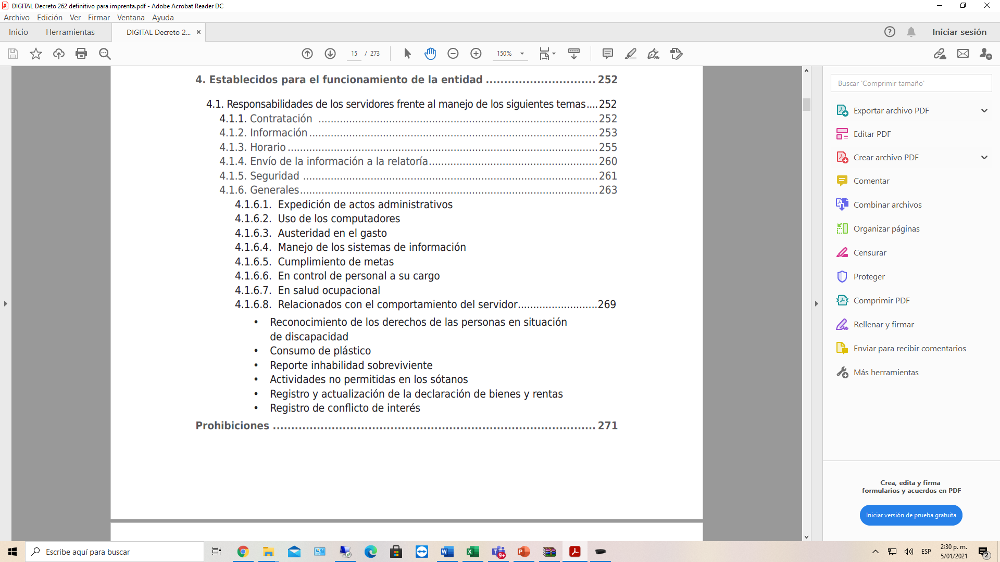 DIGITAL Decreto 262 definitivo para imprenta.pdf - Adobe Acrobat Reader DC
Archivo Edición Ver Firmar Ventana Ayuda
Inicio Herramientas DIGITAL Decreto 2... × Iniciar sesión
15 / 273 150%
4. Establecidos para el funcionamiento de la entidad .............................. 252
4.1. Responsabilidades de los servidores frente al manejo de los siguientes temas .... 252
4.1.1. Contratación ........................................................................................... 252
4.1.2. Información .............................................................................................. 253
4.1.3. Horario ..................................................................................................... 255
4.1.4. Envío de la información a la relatoría ....................................................... 260
4.1.5. Seguridad ................................................................................................ 261
4.1.6. Generales ................................................................................................. 263
4.1.6.1. Expedición de actos administrativos
4.1.6.2. Uso de los computadores
4.1.6.3. Austeridad en el gasto
4.1.6.4. Manejo de los sistemas de información
4.1.6.5. Cumplimiento de metas
4.1.6.6. En control de personal a su cargo
4.1.6.7. En salud ocupacional
4.1.6.8. Relacionados con el comportamiento del servidor ......................... 269
• Reconocimiento de los derechos de las personas en situación
de discapacidad
• Consumo de plástico
• Reporte inhabilidad sobreviviente
• Actividades no permitidas en los sótanos
• Registro y actualización de la declaración de bienes y rentas
• Registro de conflicto de interés
Prohibiciones ........................................................................................ 271
Buscar 'Comprimir tamaño'
Exportar archivo PDF
Editar PDF
Crear archivo PDF
Comentar
Combinar archivos
Organizar páginas
Censurar
Proteger
Comprimir PDF
Rellenar y firmar
Enviar para recibir comentarios
Más herramientas
Crea, edita y firma
formularios y acuerdos en PDF
Iniciar versión de prueba gratuita
Escribe aquí para buscar
9+
ESP
2:30 p. m.
5/01/2021
2